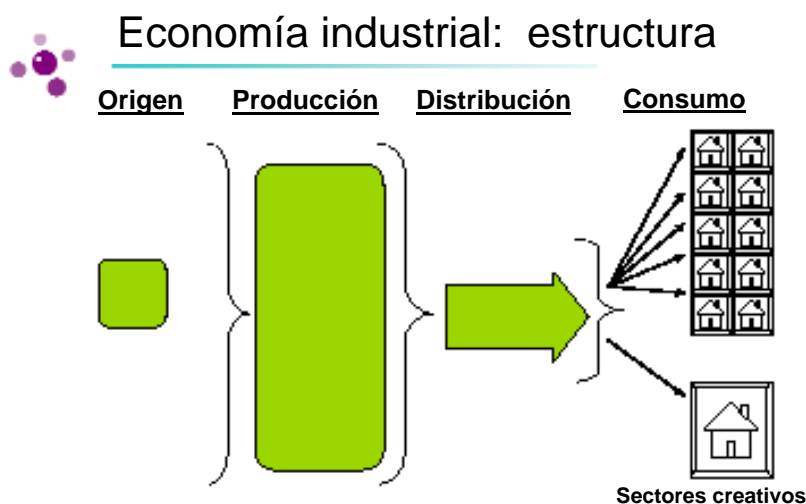 Economía industrial: estructura
Origen Producción Distribución Consumo
Sectores creativos